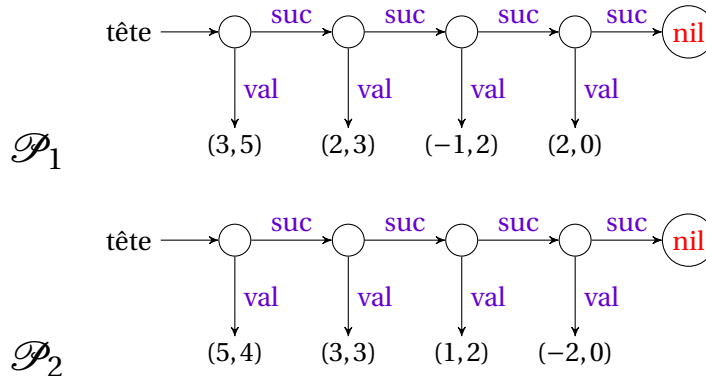 suc suc suc suc
tête nil
val val val val
𝒫1 (3,5) (2,3) (−1,2) (2,0)
suc suc suc suc
tête nil
val val val val
𝒫2 (5,4) (3,3) (1,2) (−2,0)